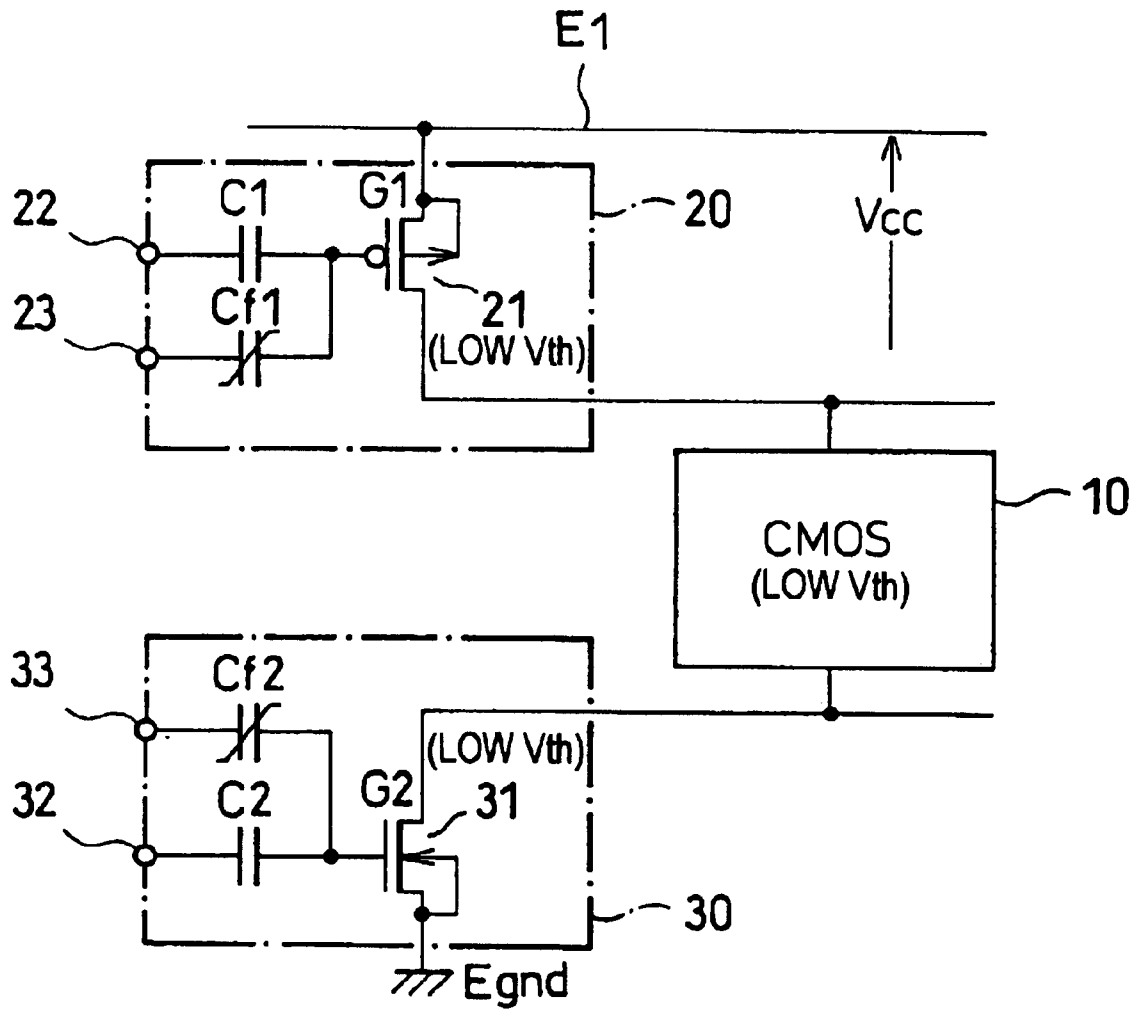 E1
C1
G1
22
20
Vcc
23
Cf1
21
(LOW Vth)
10
CMOS
(LOW Vth)
33
Cf2
(LOW Vth)
32
C2
G2
31
30
Egnd